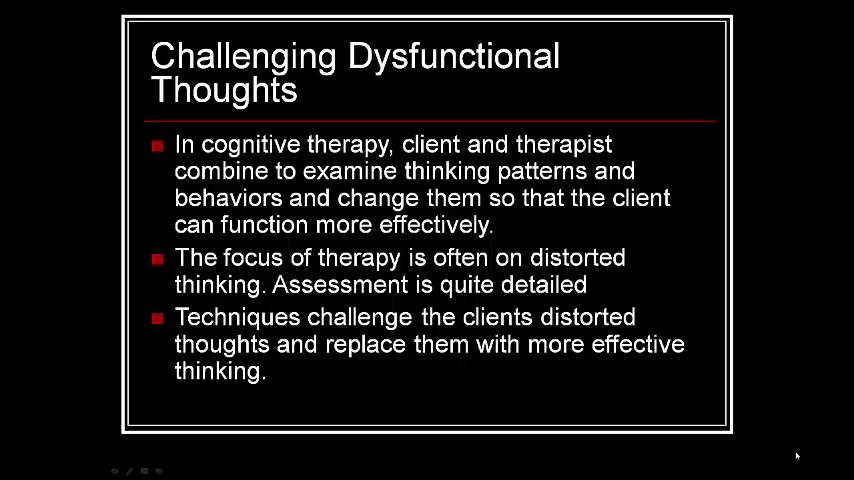 Challenging Dysfunctional
Thoughts
In cognitive therapy, client and therapist
combine to examine thinking patterns and
behaviors and change them so that the client
can function more effectively.
The focus of therapy is often on distorted
thinking. Assessment is quite detailed
Techniques challenge the clients distorted
thoughts and replace them with more effective
thinking.